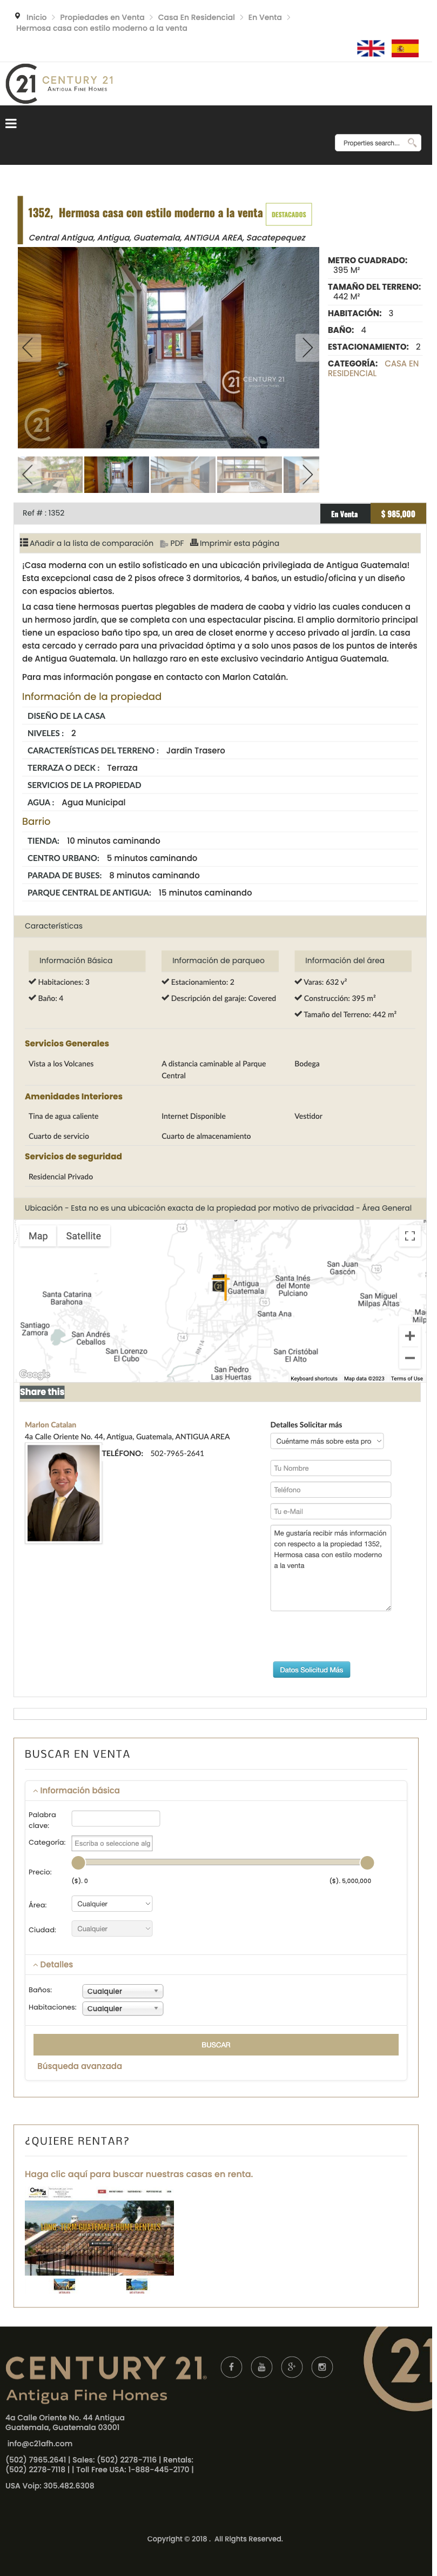 Inicio > Propiedades en Venta > Casa En Residencial > En Venta >
Hermosa casa con estilo moderno a la venta
21 CENTURY 21
ANTIGUA FINE HOMES
Properties search...
1352, Hermosa casa con estilo moderno a la venta DESTACADOS
Central Antigua, Antigua, Guatemala, ANTIGUA AREA, Sacatepequez
METRO CUADRADO:
395 M²
TAMAÑO DEL TERRENO:
442 M²
HABITACIÓN: 3
BAÑO: 4
ESTACIONAMIENTO: 2
CATEGORÍA: CASA EN
RESIDENCIAL
21 CENTURY 21
21
Ref # : 1352
En Venta
$ 985,000
Añadir a la lista de comparación PDF Imprimir esta página
¡Casa moderna con un estilo sofisticado en una ubicación privilegiada de Antigua Guatemala!
Esta excepcional casa de 2 pisos ofrece 3 dormitorios, 4 baños, un estudio/oficina y un diseño
con espacios abiertos.
La casa tiene hermosas puertas plegables de madera de caoba y vidrio las cuales conducen a
un hermoso jardín, que se completa con una espectacular piscina. El amplio dormitorio principal
tiene un espacioso baño tipo spa, un area de closet enorme y acceso privado al jardín. La casa
esta cercado y cerrado para una privacidad óptima y a solo unos pasos de los puntos de interés
de Antigua Guatemala. Un hallazgo raro en este exclusivo vecindario Antigua Guatemala.
Para mas información pongase en contacto con Marlon Catalán.
Información de la propiedad
DISEÑO DE LA CASA
NIVELES : 2
CARACTERÍSTICAS DEL TERRENO : Jardin Trasero
TERRAZA O DECK : Terraza
SERVICIOS DE LA PROPIEDAD
AGUA : Agua Municipal
Barrio
TIENDA: 10 minutos caminando
CENTRO URBANO: 5 minutos caminando
PARADA DE BUSES: 8 minutos caminando
PARQUE CENTRAL DE ANTIGUA: 15 minutos caminando
Características
Información Básica
Información de parqueo
Información del área
Habitaciones: 3
Estacionamiento: 2
Varas: 632 v²
Baño: 4
Descripción del garaje: Covered
Construcción: 395 m²
Tamaño del Terreno: 442 m²
Servicios Generales
Vista a los Volcanes
A distancia caminable al Parque
Central
Bodega
Amenidades Interiores
Tina de agua caliente
Internet Disponible
Vestidor
Cuarto de servicio
Cuarto de almacenamiento
Servicios de seguridad
Residencial Privado
Ubicación - Esta no es una ubicación exacta de la propiedad por motivo de privacidad - Área General
Map Satellite
14
San Juan
Gascón
10
Antigua
Guatemala
Santa Inés
del Monte
Pulciano
Santa Catarina
Barahona
San Miguel
Milpas Altas
10
Santa Ana
Santiago
Zamora
San Andrés
Ceballos
14
San Lorenzo
El Cubo
RN 14
San Cristóbal
El Alto
San Pedro
Las Huertas
Google
Keyboard shortcuts Map data ©2023 Terms of Use
Share this
Marlon Catalan
4a Calle Oriente No. 44, Antigua, Guatemala, ANTIGUA AREA
TELÉFONO: 502-7965-2641
Detalles Solicitar más
Cuéntame más sobre esta pro
Tu Nombre
Teléfono
Tu e-Mail
Me gustaría recibir más información
con respecto a la propiedad 1352,
Hermosa casa con estilo moderno
a la venta
Datos Solicitud Más
BUSCAR EN VENTA
Información básica
Palabra
clave:
Categoría: Escriba o seleccione alg
Precio:
($). 0
($). 5,000,000
Área: Cualquier
Ciudad: Cualquier
Detalles
Baños: Cualquier
Habitaciones: Cualquier
BUSCAR
Búsqueda avanzada
¿QUIERE RENTAR?
Haga clic aquí para buscar nuestras casas en renta.
LONG - TERM GUATEMALA HOME RENTALS
CENTURY 21
Antigua Fine Homes
21
4a Calle Oriente No. 44 Antigua
Guatemala, Guatemala 03001
info@c21afh.com
(502) 7965.2641 | Sales: (502) 2278-7116 | Rentals:
(502) 2278-7118 | | Toll Free USA: 1-888-445-2170 |
USA Voip: 305.482.6308
Copyright © 2018 . All Rights Reserved.